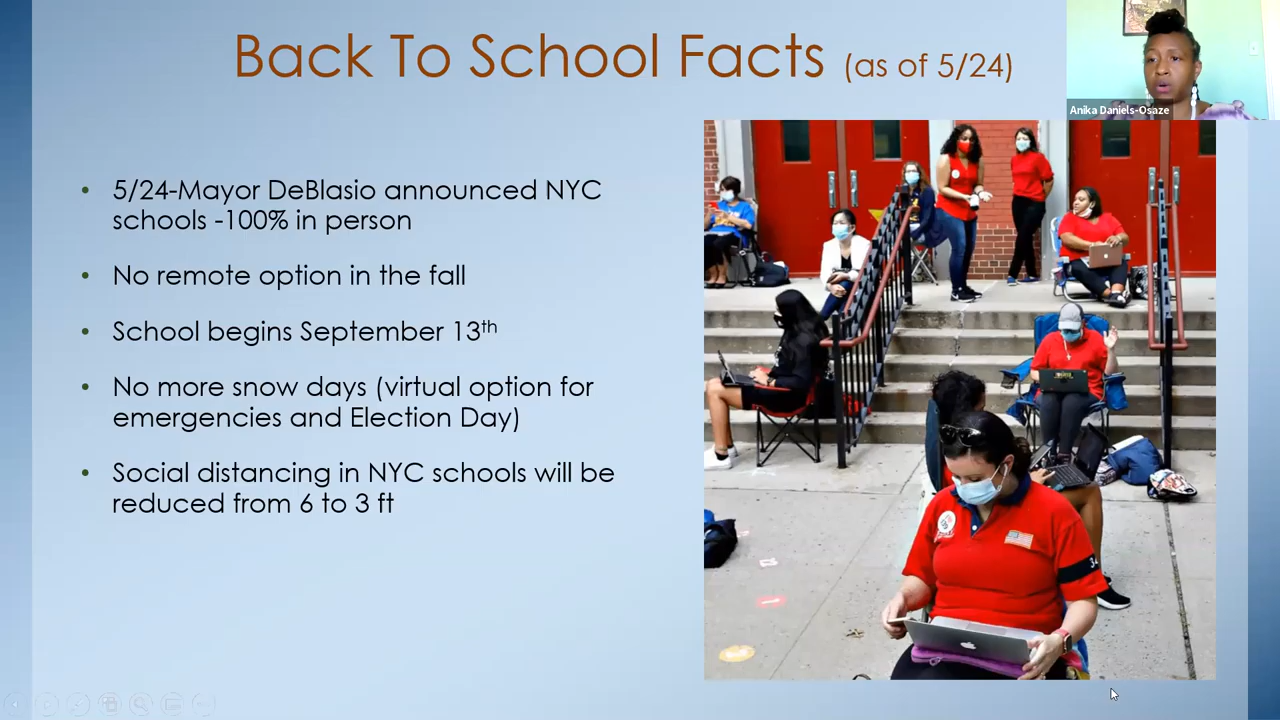 Back To School Facts (as of 5/24)
Anika Daniels-Osaze
• 5/24-Mayor DeBlasio announced NYC
schools -100% in person
• No remote option in the fall
• School begins September 13th
• No more snow days (virtual option for
emergencies and Election Day)
• Social distancing in NYC schools will be
reduced from 6 to 3 ft